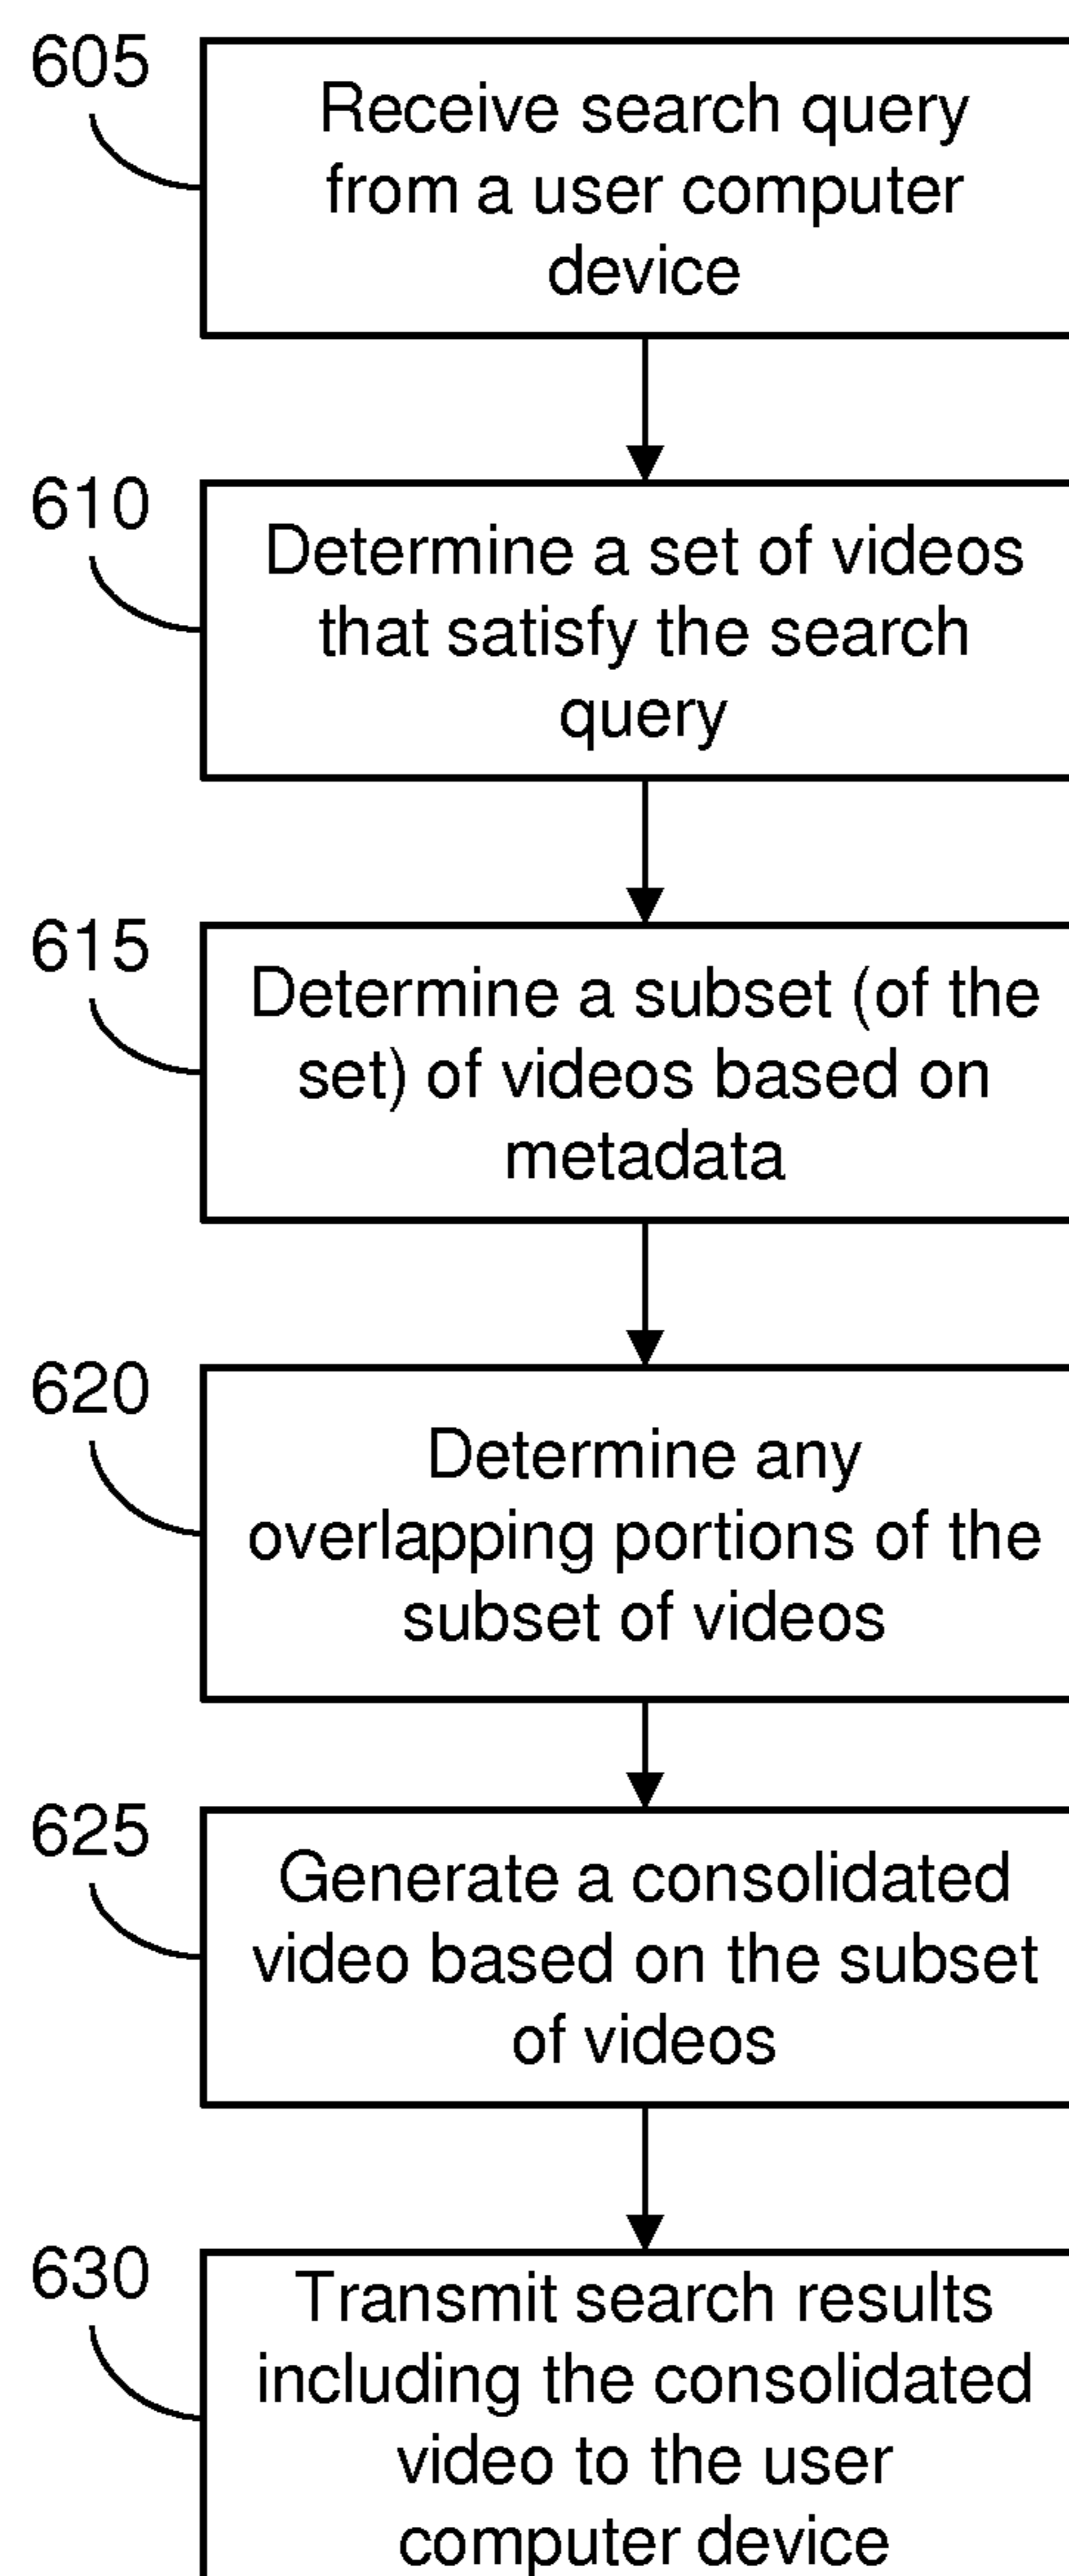 605
Receive search query
from a user computer
device
610
Determine a set of videos
that satisfy the search
query
615
Determine a subset (of the
set) of videos based on
metadata
620
Determine any
overlapping portions of the
subset of videos
625
Generate a consolidated
video based on the subset
of videos
630
Transmit search results
including the consolidated
video to the user
computer device